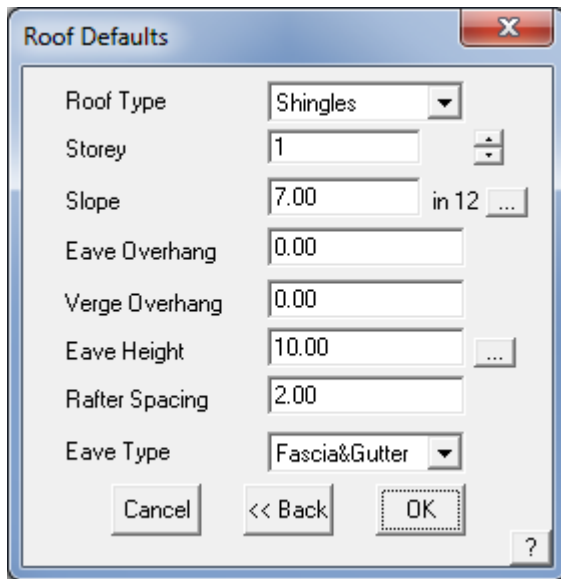 Roof Defaults
Roof Type Shingles
Storey 1
Slope 7.00 in 12 ...
Eave Overhang 0.00
Verge Overhang 0.00
Eave Height 10.00 ...
Rafter Spacing 2.00
Eave Type Fascia&Gutter
Cancel << Back OK
?